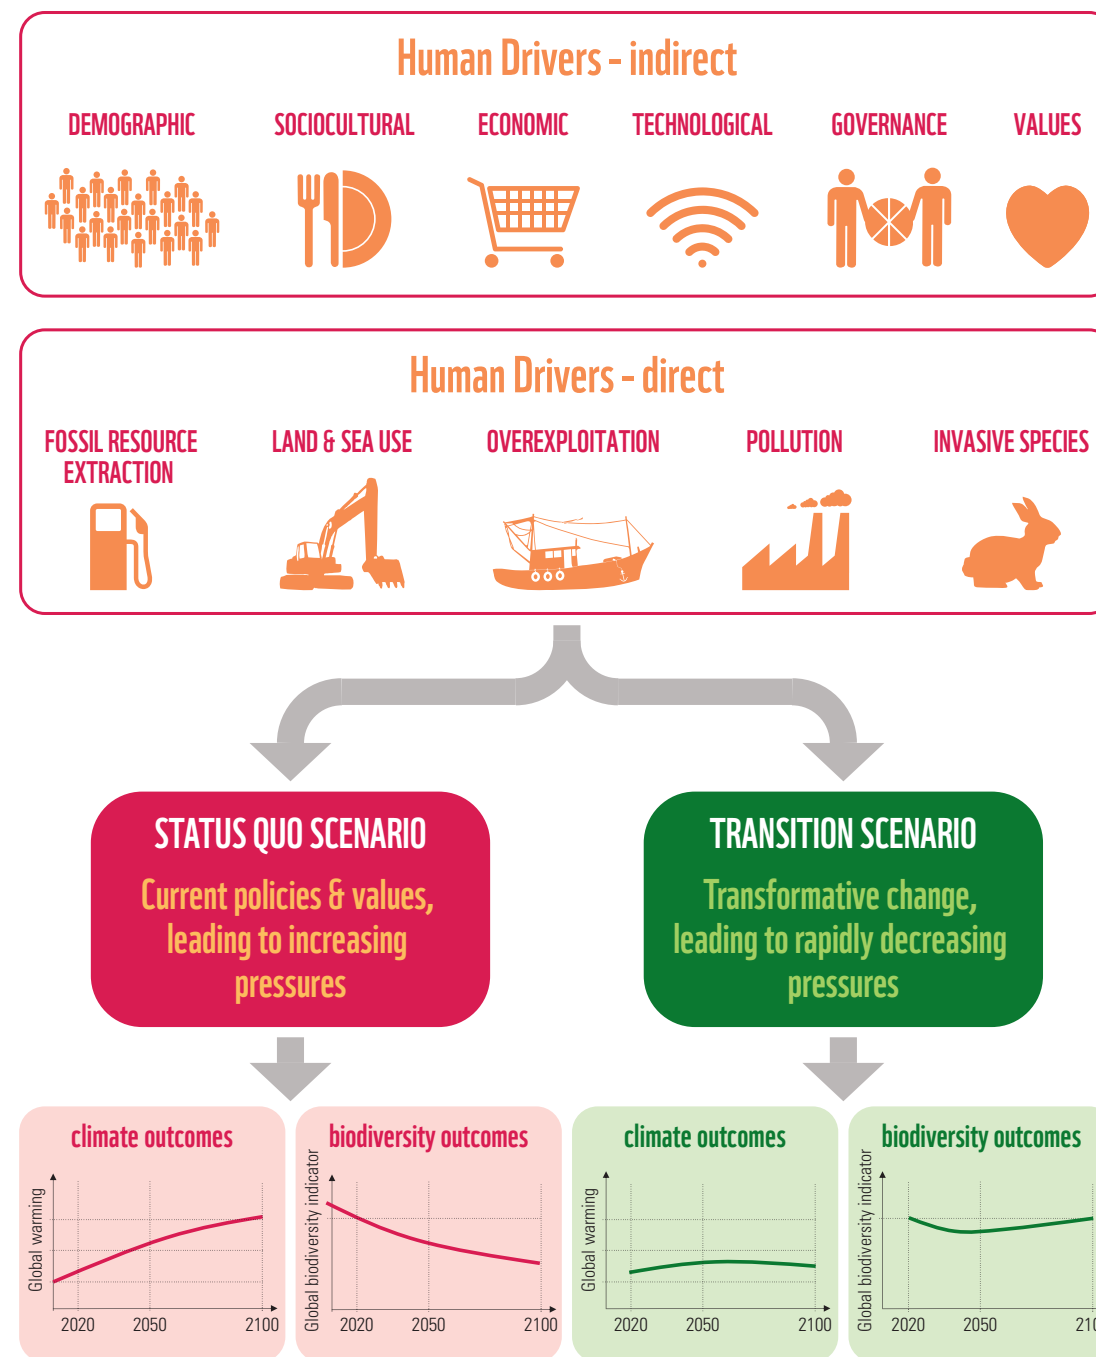 Human Drivers - indirect
DEMOGRAPHIC
SOCIOCULTURAL
ECONOMIC
TECHNOLOGICAL
GOVERNANCE
VALUES
Human Drivers - direct
FOSSIL RESOURCE
EXTRACTION
LAND & SEA USE
OVEREXPLOITATION
POLLUTION
INVASIVE SPECIES
STATUS QUO SCENARIO
Current policies & values,
leading to increasing
pressures
TRANSITION SCENARIO
Transformative change,
leading to rapidly decreasing
pressures
climate outcomes
Global warming
2020 2050 2100
biodiversity outcomes
Global biodiversity indicator
2020 2050 2100
climate outcomes
Global warming
2020 2050 2100
biodiversity outcomes
Global biodiversity indicator
2020 2050